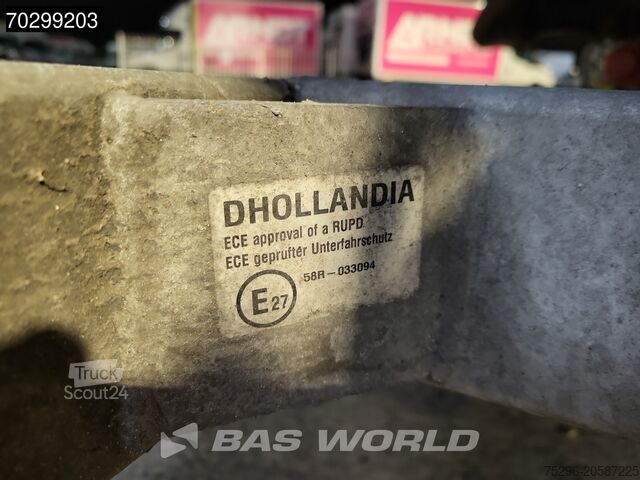 70299203
DHOLLANDIA
ECE approval of a RUPD
ECE geprüfter Unterfahrschutz
58R-033094
E27
Truck
Scout24
BAS WORLD
75296-20587225